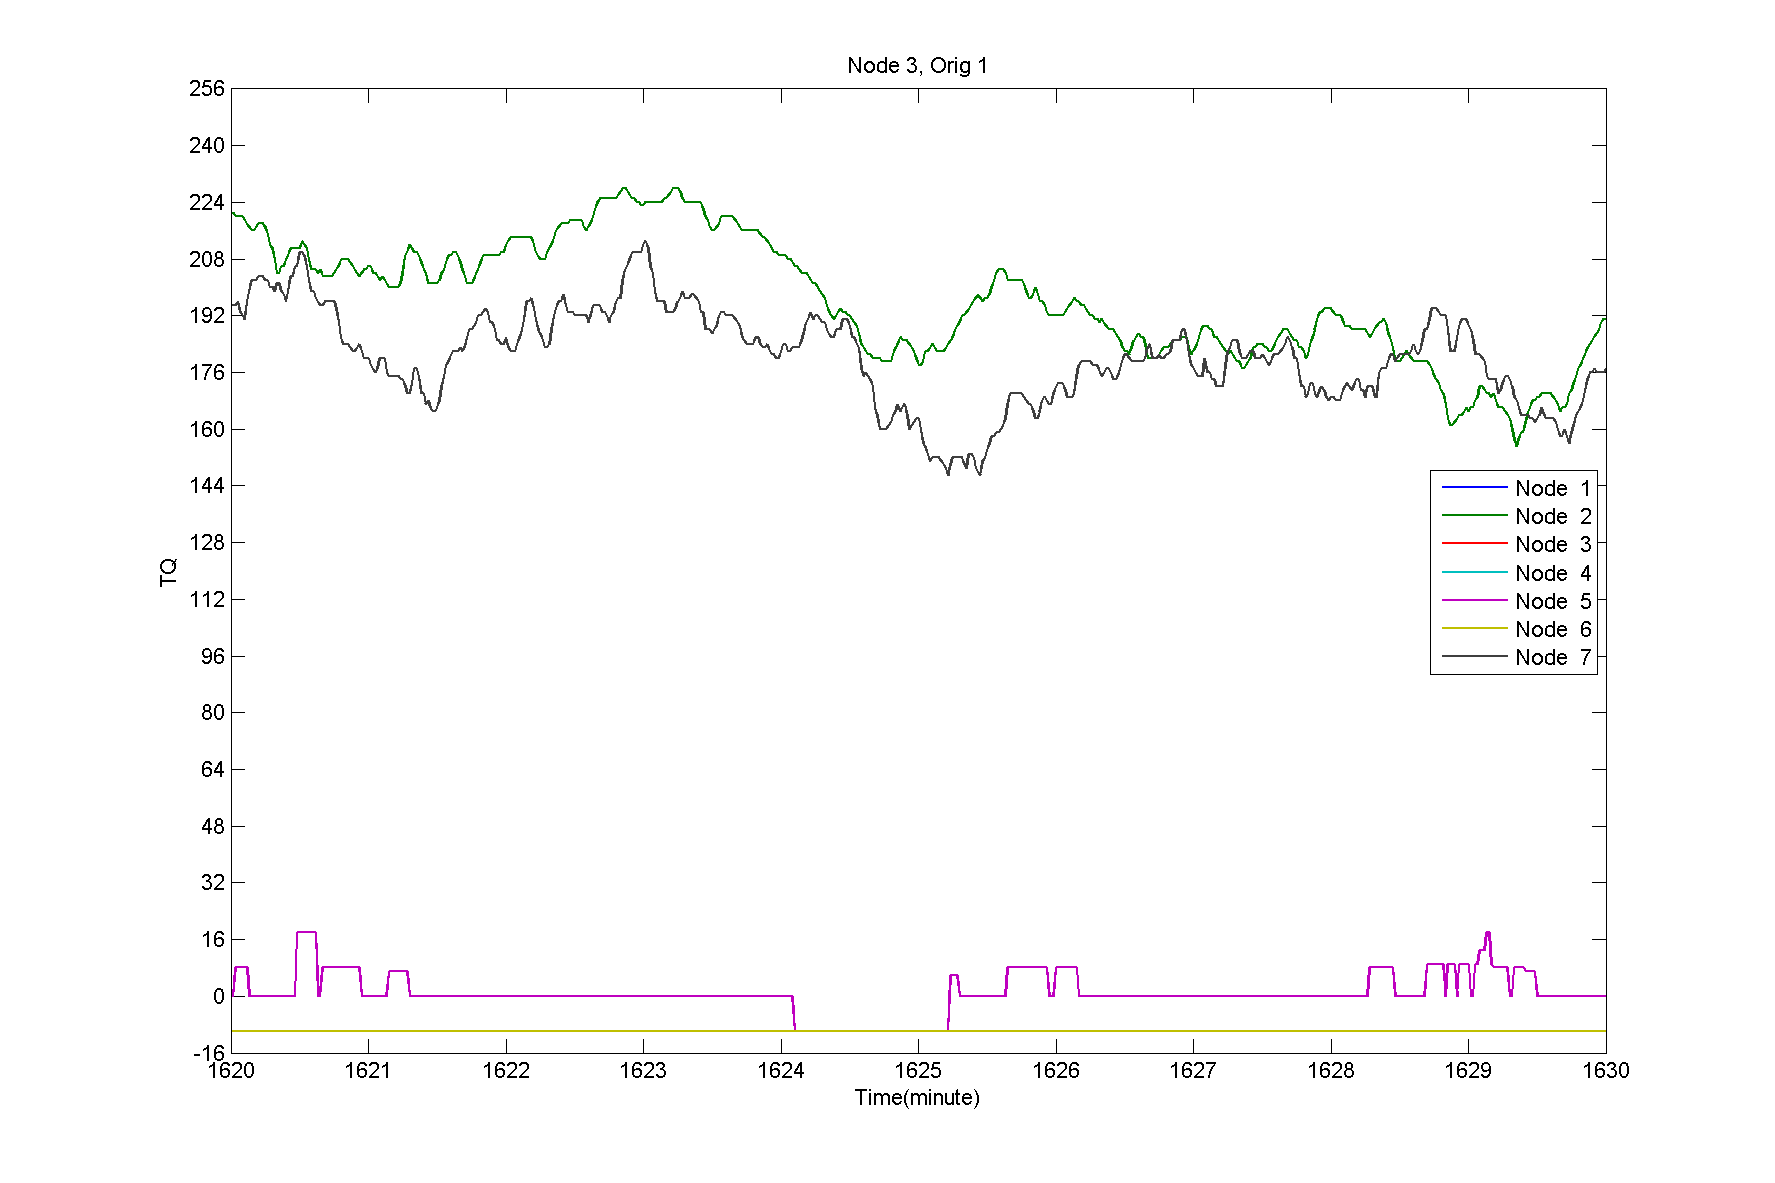 Node 3, Orig 1
256
240
224
208
192
176
160
144
128
112
96
80
64
48
32
16
0
-16
TQ
Node 1
Node 2
Node 3
Node 4
Node 5
Node 6
Node 7
1620 1621 1622 1623 1624 1625 1626 1627 1628 1629 1630
Time(minute)